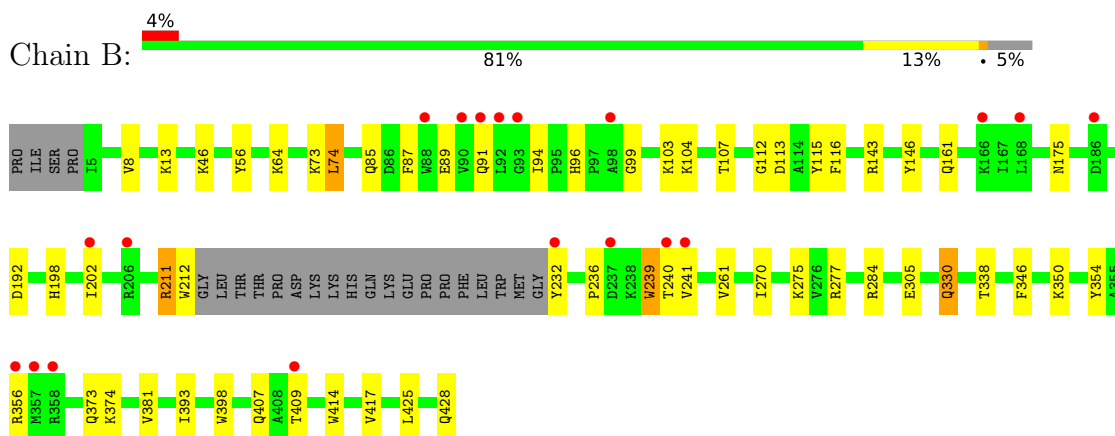 4%
Chain B:
81% 13% • 5%
PRO ILE SER PRO I5 V8 K13 K46 Y56 K64 K73 L74 Q85 D86 F87 W88 E89 V90 Q91 L92 G93 I94 P95 H96 P97 A98 G99 K103 K104 T107 G112 D113 A114 Y115 F116 R143 Y146 Q161 K166 I167 L168 N175 D186
D192 H198 I202 R206 R211 W212 GLY LEU THR THR PRO ASP LYS LYS HIS GLN LYS GLU GLU PRO PRO PHE LEU TRP MET GLY Y232 P236 D237 K238 W239 T240 V241 V261 I270 K275 V276 R277 R284 E305 Q330 T338 F346 K350 Y354 A355
R356 M357 R358 Q373 K374 V381 I393 W398 Q407 A408 T409 W414 V417 L425 Q428